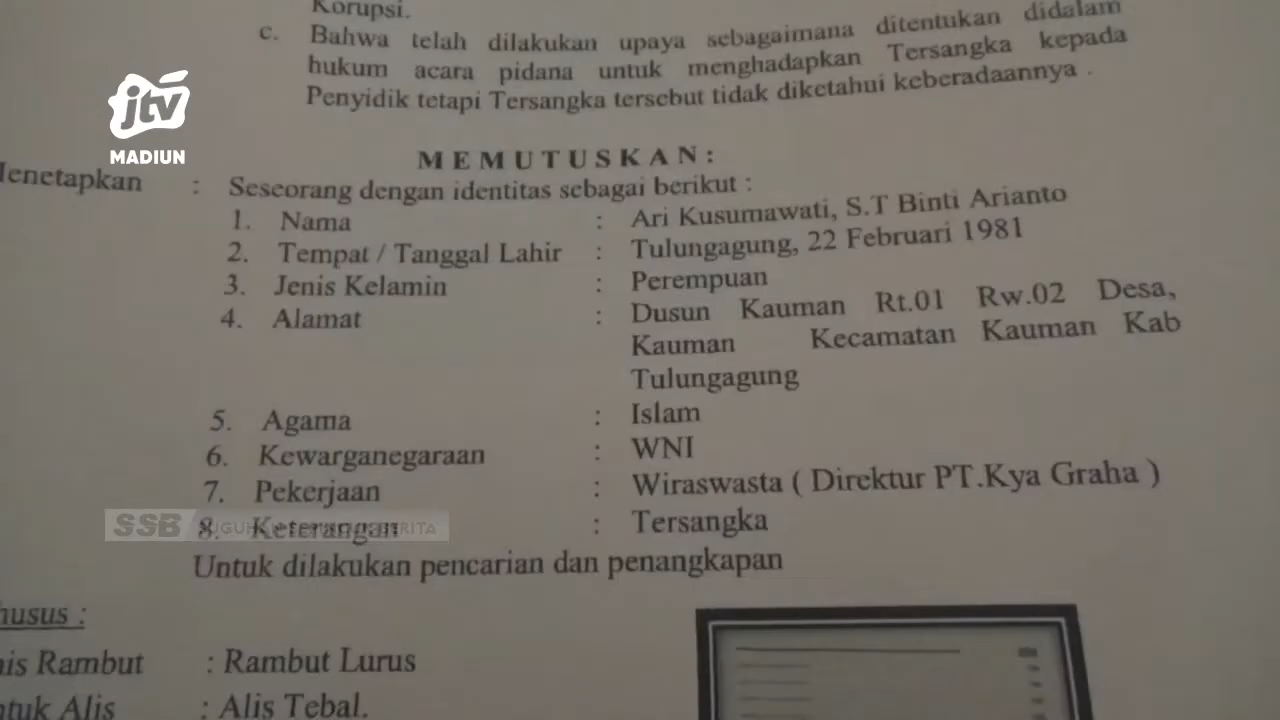 Korupsi.
c. Bahwa telah dilakukan upaya sebagaimana ditentukan didalam
hukum acara pidana untuk menghadapkan Tersangka kepada
Penyidik tetapi Tersangka tersebut tidak diketahui keberadaannya .
jtv
MADIUN
MEMUTUSKAN:
Menetapkan : Seseorang dengan identitas sebagai berikut :
1. Nama : Ari Kusumawati, S.T Binti Arianto
2. Tempat / Tanggal Lahir : Tulungagung, 22 Februari 1981
3. Jenis Kelamin : Perempuan
4. Alamat : Dusun Kauman Rt.01 Rw.02 Desa,
Kauman Kecamatan Kauman Kab
Tulungagung
5. Agama : Islam
6. Kewarganegaraan : WNI
7. Pekerjaan : Wiraswasta ( Direktur PT.Kya Graha )
SSB
8. Keterangan : Tersangka
Untuk dilakukan pencarian dan penangkapan
husus :
nis Rambut : Rambut Lurus
ntuk Alis : Alis Tebal.